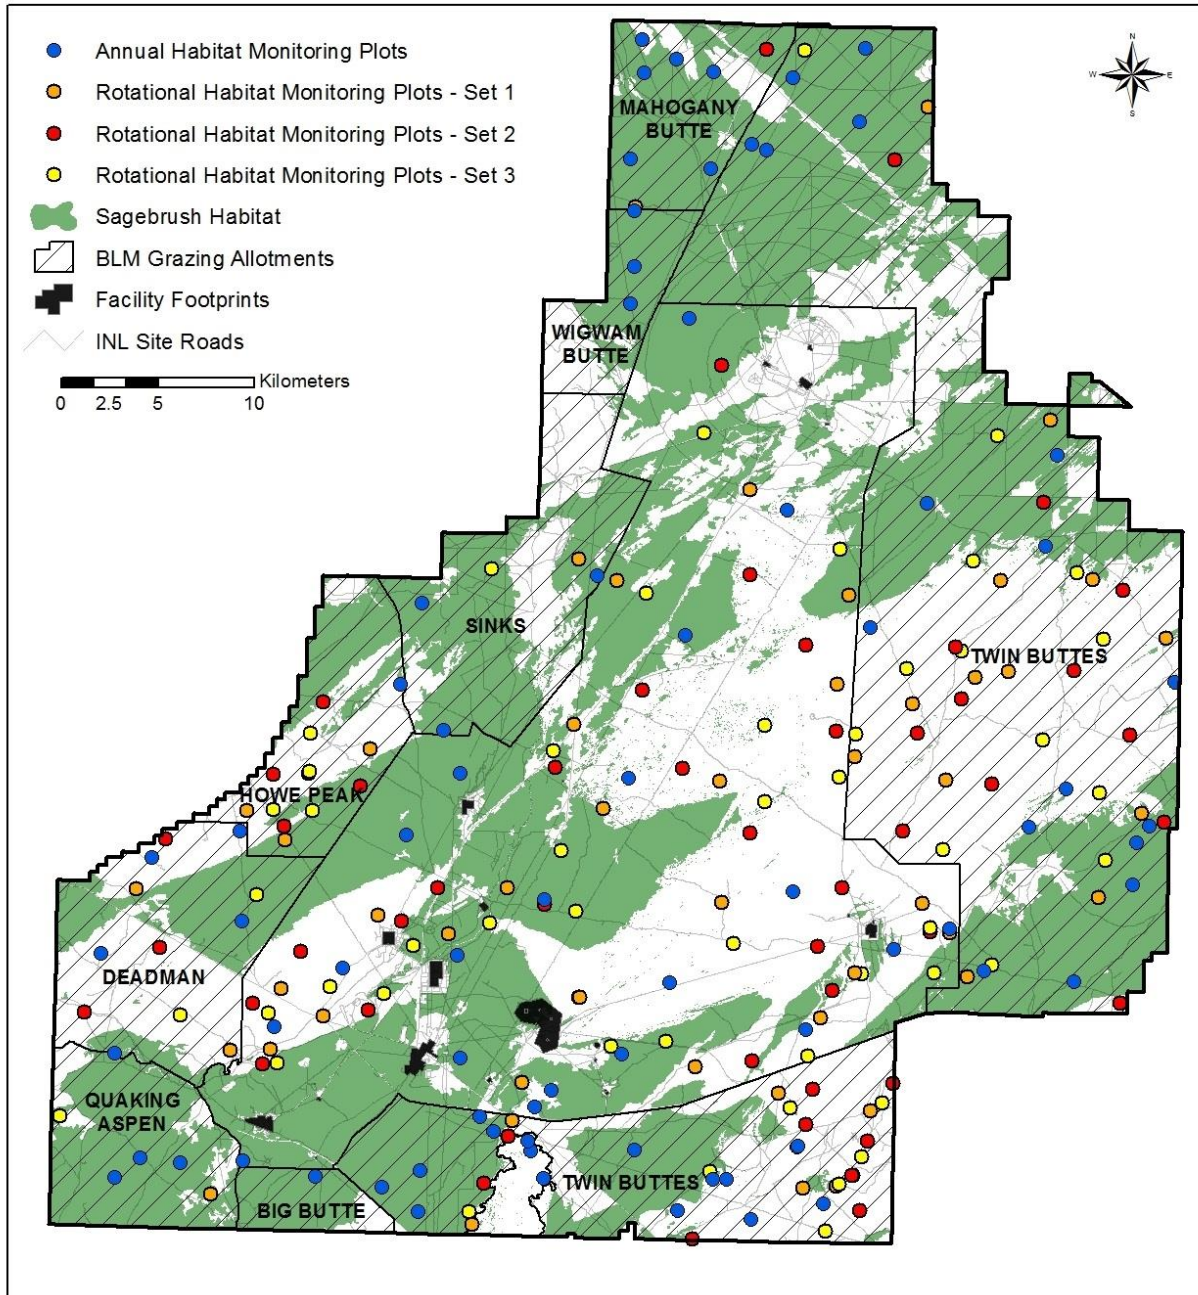 Annual Habitat Monitoring Plots
Rotational Habitat Monitoring Plots - Set 1
Rotational Habitat Monitoring Plots - Set 2
Rotational Habitat Monitoring Plots - Set 3
Sagebrush Habitat
BLM Grazing Allotments
Facility Footprints
INL Site Roads
Kilometers
0 2.5 5 10
N
W E
S
MAHOGANY
BUTTE
WIGWAM
BUTTE
SINKS
TWIN BUTTES
HOWE PEAK
DEADMAN
QUAKING
ASPEN
BIG BUTTE
TWIN BUTTES